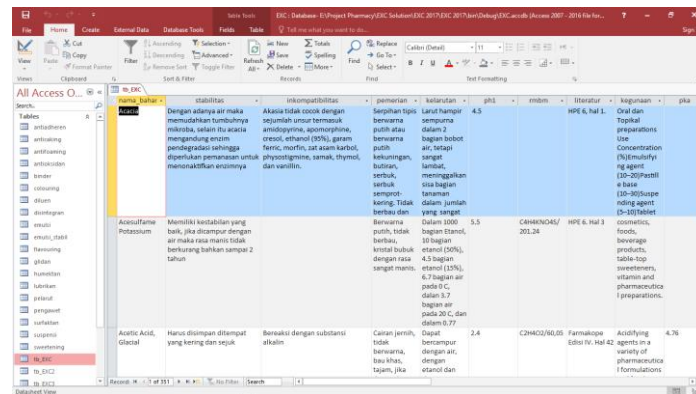 Table Tools
EXC : Database- E:\Project Pharmacy\EXC Solution\EXC 2017\EXC 2017\bin\Debug\EXC.accdb (Access 2007 - 2016 file for...
Sign
File Home Create External Data Database Tools Fields Table Tell me what you want to do...
View
Paste
Cut
Copy
Format Painter
Filter
Ascending
Descending
Remove Sort
Selection
Advanced
Toggle Filter
Refresh All
New
Save
Delete
Totals
Spelling
More
Find
Replace
Go To
Select
Calibri (Detail) 11
B I U A
Views Clipboard Sort & Filter Records Find Text Formatting
All Access O...
Search..
Tables
antiadheren
antioaking
antifoaming
antioksidan
binder
colouring
diluen
disintegran
emulsi
emulsi_stabil
flavouring
glidan
humektan
lubrikan
pelarut
pengawet
surfaktan
suspensi
sweetening
tb_EXC
tb_EXC2
tb_EXC3
tb_EXC
nama_bahar stabilitas inkompatibilitas pemerian kelarutan ph1 rmbm literatur kegunaan pka
Acacia
Dengan adanya air maka
memudahkan tumbuhnya
mikroba, selain itu acacia
mengandung enzim
pendegradasi sehingga
diperlukan pemanasan untuk
menonaktifkan enzimnya
Akasia tidak cocok dengan
sejumlah unsur termasuk
amidopyrine, apomorphine,
cresol, ethanol (95%), garam
ferric, morfin, zat asam karbol,
physostigmine, samak, thymol,
dan vanillin.
Serpihan tipis
berwarna
putih atau
berwarna
putih
kekuningan,
butiran,
serbuk,
serbuk
semprot-
kering. Tidak
berbau dan
Larut hampir
sempurna
dalam 2
bagian bobot
air, tetapi
sangat
lambat,
meninggalkan
sisa bagian
tanaman
dalam jumlah
yang sangat
4.5
HPE 6, hal 1.
Oral dan
Topikal
preparations
Use
Concentration
(%)Emulsifyi
ng agent
(10–20)Pastill
e base
(10–30)Suspe
nding agent
(5–10)Tablet
Acesulfame
Potassium
Memiliki kestabilan yang
baik, jika dicampur dengan
air maka rasa manis tidak
berkurang bahkan sampai 2
tahun
Berwarna
putih, tidak
berbau,
kristal bubuk
dengan rasa
sangat manis.
Dalam 1000
bagian Etanol,
10 bagian
etanol (50%),
4.5 bagian
etanol (15%),
6.7 bagian air
pada 0 C,
dalan 3.7
bagian air
pada 20 C, dan
dalam 0.77
5.5
C4H4KNO4S/
201.24
HPE 6. Hal 3
cosmetics,
foods,
beverage
products,
table-top
sweeteners,
vitamin and
pharmaceutica
l preparations.
Acetic Acid,
Glacial
Harus disimpan ditempat
yang kering dan sejuk
Bereaksi dengan substansi
alkalin
Cairan jernih,
tidak
berwarna,
bau khas,
tajam, jika
Dapat
bercampur
dengan air,
dengan
etanol dan
2.4
C2H4O2/60,05
Farmakope
Edisi IV. Hal 42
Acidifying
agents in a
variety of
pharmaceutica
l formulations
4.76
Record: 1 of 351 No Filter Search
Datasheet View